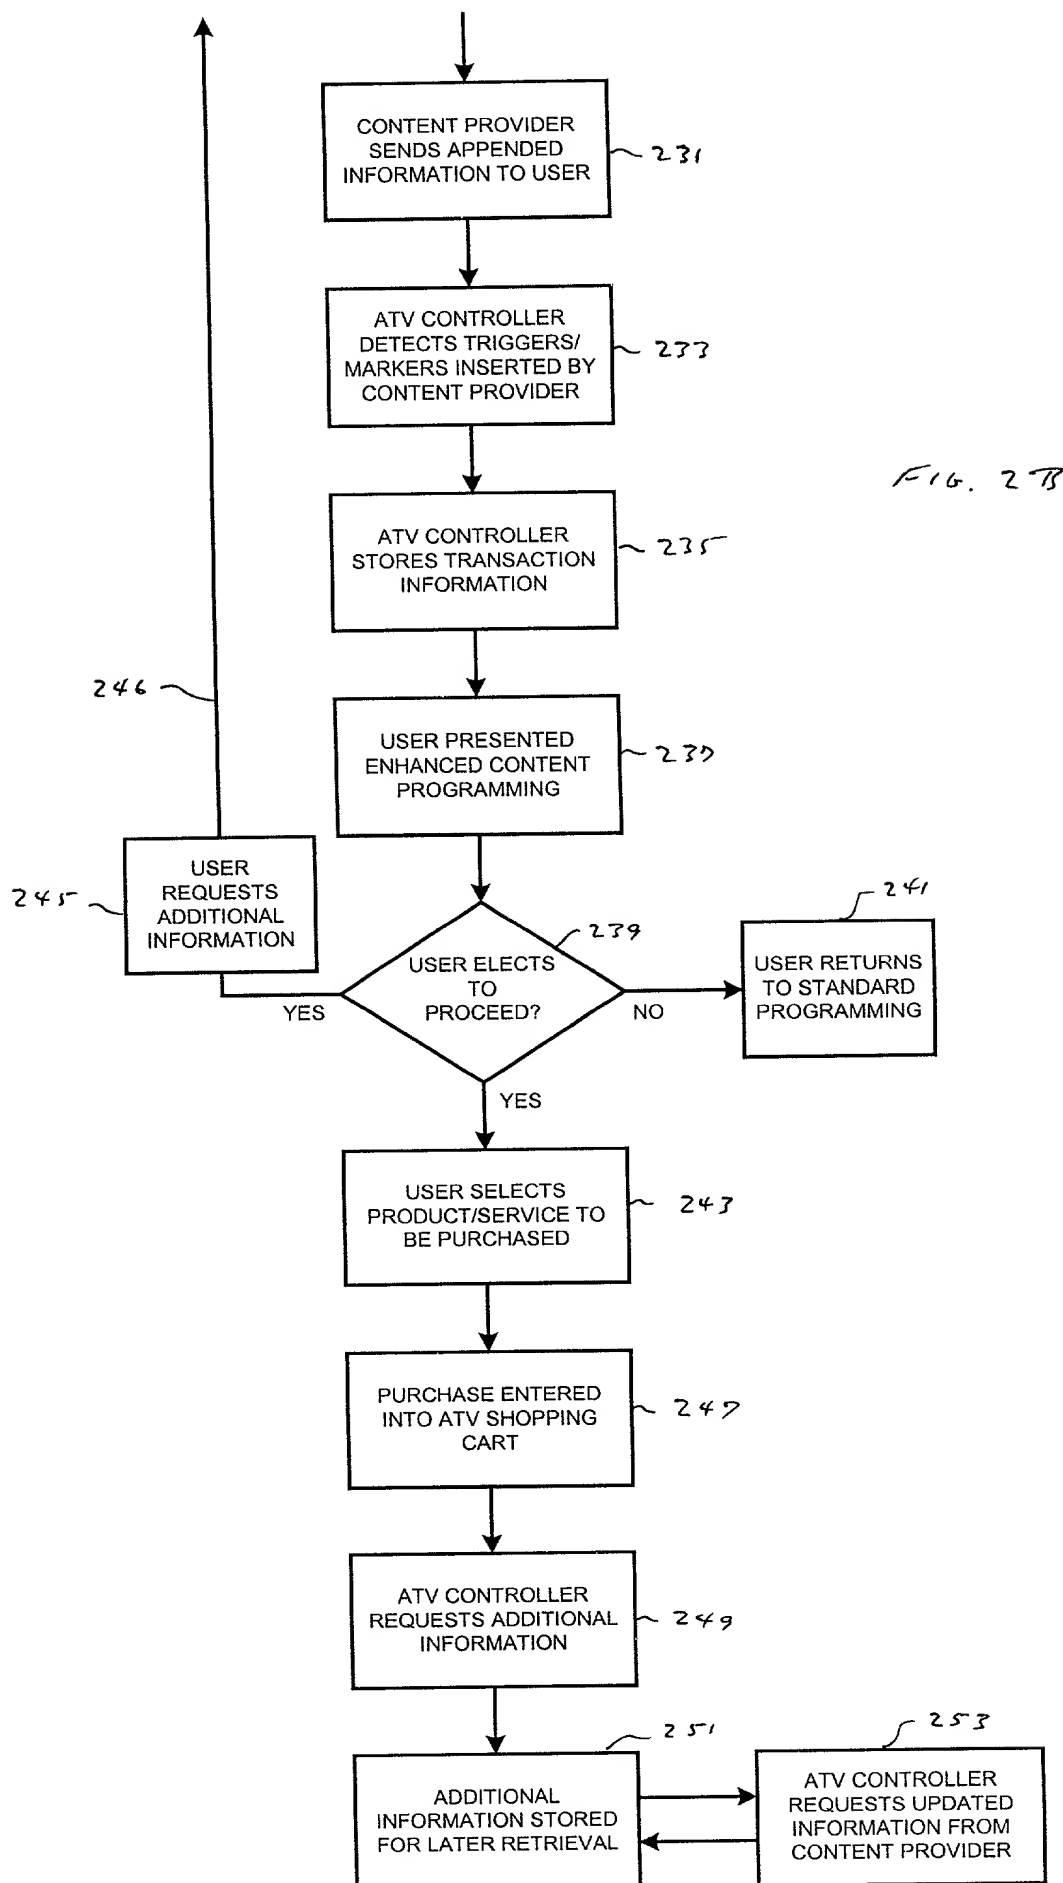 CONTENT PROVIDER
SENDS APPENDED
INFORMATION TO USER
231
ATV CONTROLLER
DETECTS TRIGGERS/
MARKERS INSERTED BY
CONTENT PROVIDER
233
FIG. 2B
ATV CONTROLLER
STORES TRANSACTION
INFORMATION
235
246
USER PRESENTED
ENHANCED CONTENT
PROGRAMMING
237
USER
REQUESTS
ADDITIONAL
INFORMATION
245
239
USER ELECTS
TO
PROCEED?
YES
NO
241
USER RETURNS
TO STANDARD
PROGRAMMING
YES
USER SELECTS
PRODUCT/SERVICE TO
BE PURCHASED
243
PURCHASE ENTERED
INTO ATV SHOPPING
CART
247
ATV CONTROLLER
REQUESTS ADDITIONAL
INFORMATION
249
251
ADDITIONAL
INFORMATION STORED
FOR LATER RETRIEVAL
253
ATV CONTROLLER
REQUESTS UPDATED
INFORMATION FROM
CONTENT PROVIDER